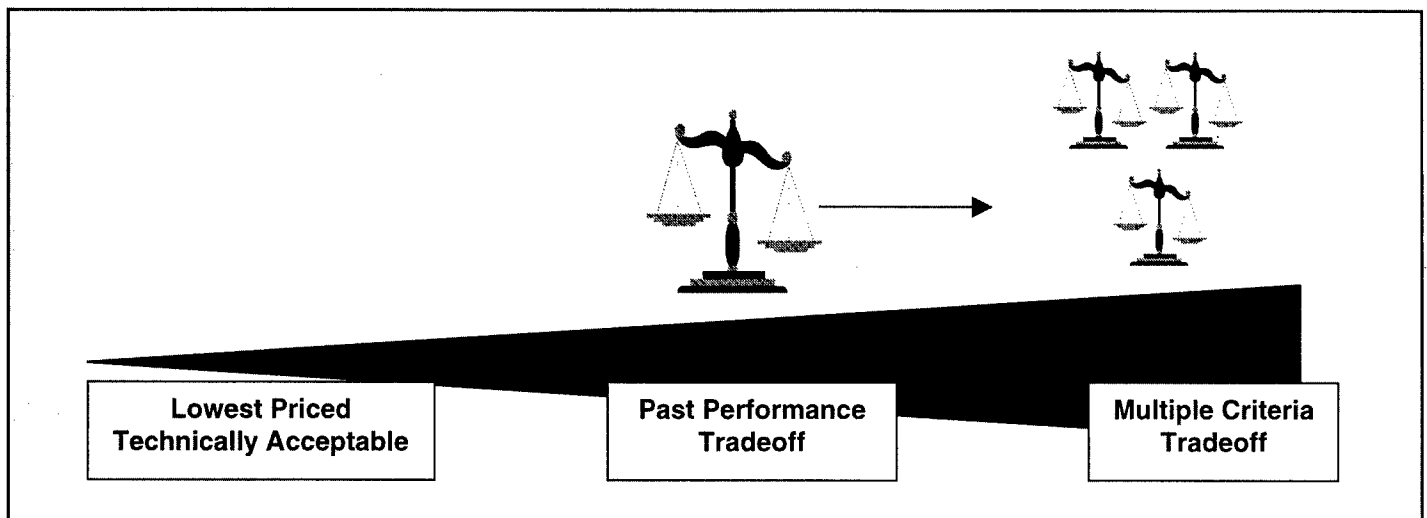 Lowest Priced
Technically Acceptable
Past Performance
Tradeoff
Multiple Criteria
Tradeoff